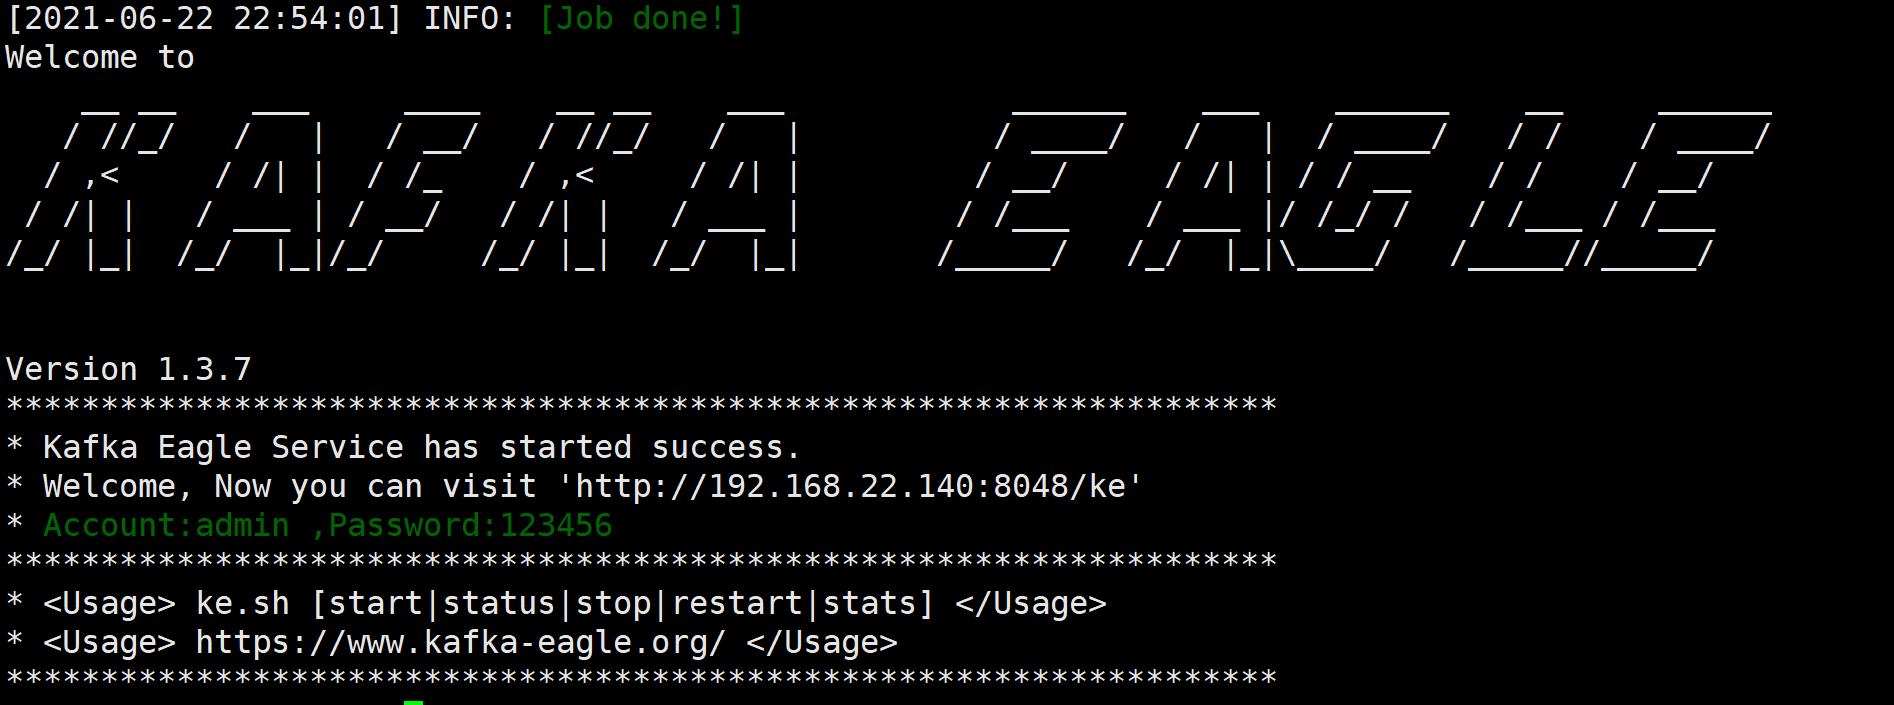 [2021-06-22 22:54:01] INFO: [Job done!]
Welcome to
KAFKA EAGLE
Version 1.3.7
*******************************************************************
* Kafka Eagle Service has started success.
* Welcome, Now you can visit 'http://192.168.22.140:8048/ke'
* Account:admin ,Password:123456
*******************************************************************
* <Usage> ke.sh [start|status|stop|restart|stats] </Usage>
* <Usage> https://www.kafka-eagle.org/ </Usage>
*******************************************************************